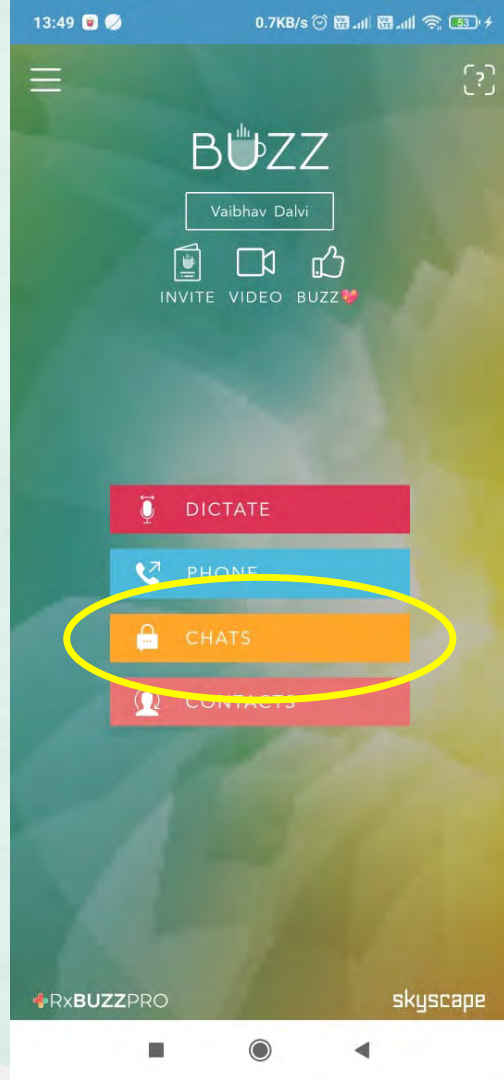 13:49 0.7KB/s 53
BUZZ
Vaibhav Dalvi
INVITE VIDEO BUZZ💖
DICTATE
PHONE
CHATS
CONTACTS
RxBUZZPRO skyscape